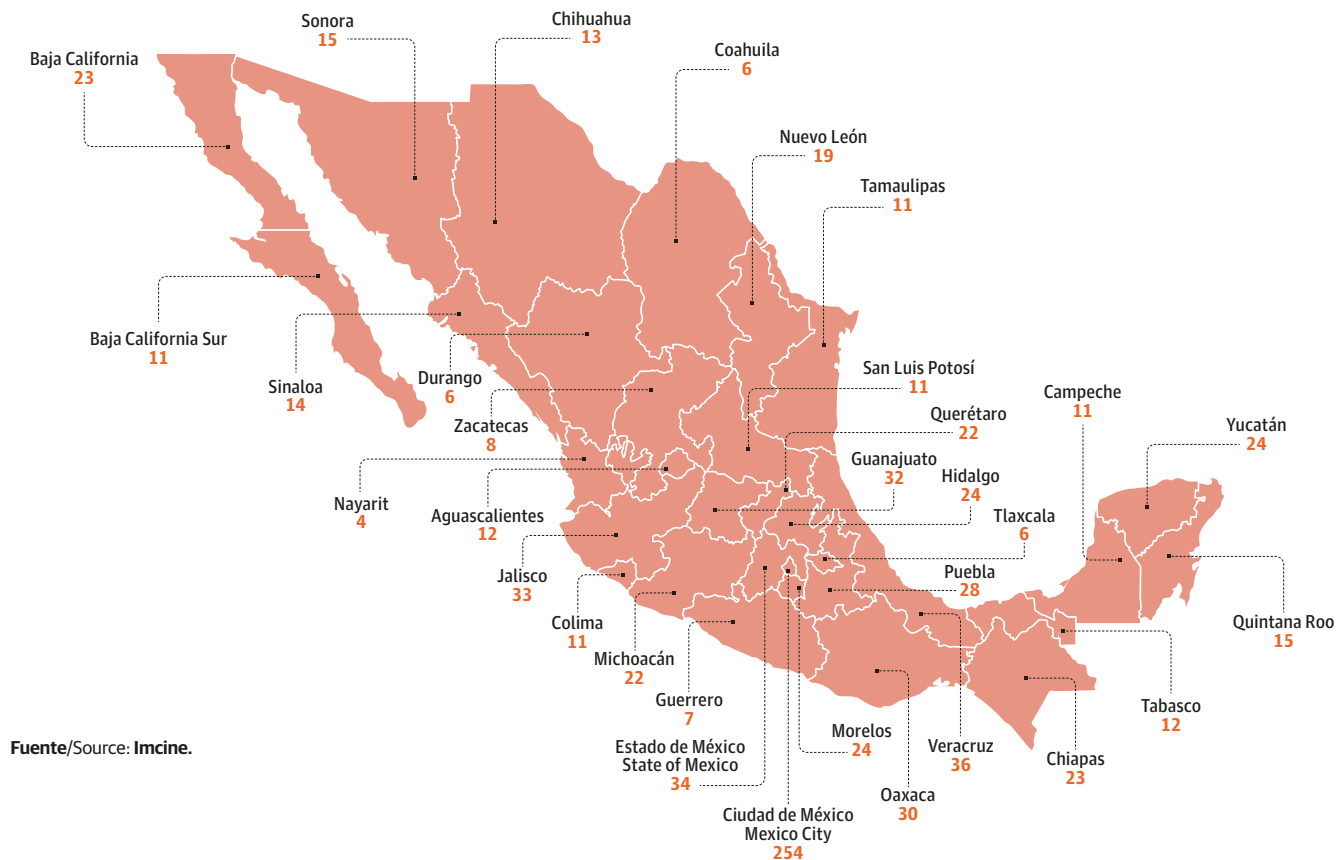 Sonora
15
Chihuahua
13
Coahuila
6
Baja California
23
Nuevo León
19
Tamaulipas
11
Baja California Sur
11
Sinaloa
14
Durango
6
Zacatecas
8
San Luis Potosí
11
Querétaro
22
Campeche
11
Yucatán
24
Guanajuato
32
Hidalgo
24
Nayarit
4
Aguascalientes
12
Tlaxcala
6
Jalisco
33
Puebla
28
Colima
11
Quintana Roo
15
Michoacán
22
Guerrero
7
Tabasco
12
Morelos
24
Veracruz
36
Chiapas
23
Estado de México
State of Mexico
34
Oaxaca
30
Ciudad de México
Mexico City
254
Fuente/Source: Imcine.